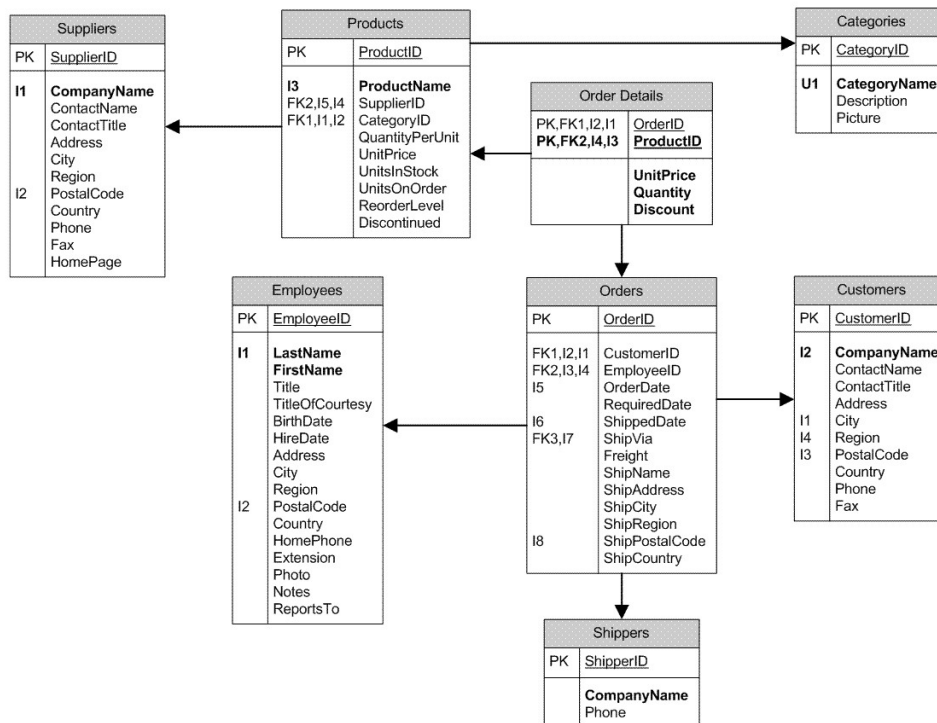 Suppliers
PK SupplierID
I1 CompanyName
ContactName
ContactTitle
Address
City
Region
I2 PostalCode
Country
Phone
Fax
HomePage
Products
PK ProductID
I3 ProductName
FK2,I5,I4 SupplierID
FK1,I1,I2 CategoryID
QuantityPerUnit
UnitPrice
UnitsInStock
UnitsOnOrder
ReorderLevel
Discontinued
Order Details
PK,FK1,I2,I1 OrderID
PK,FK2,I4,I3 ProductID
UnitPrice
Quantity
Discount
Categories
PK CategoryID
U1 CategoryName
Description
Picture
Employees
PK EmployeeID
I1 LastName
FirstName
Title
TitleOfCourtesy
BirthDate
HireDate
Address
City
Region
I2 PostalCode
Country
HomePhone
Extension
Photo
Notes
ReportsTo
Orders
PK OrderID
FK1,I2,I1 CustomerID
FK2,I3,I4 EmployeeID
I5 OrderDate
RequiredDate
I6 ShippedDate
FK3,I7 ShipVia
Freight
ShipName
ShipAddress
ShipCity
ShipRegion
I8 ShipPostalCode
ShipCountry
Customers
PK CustomerID
I2 CompanyName
ContactName
ContactTitle
Address
I1 City
I4 Region
I3 PostalCode
Country
Phone
Fax
Shippers
PK ShipperID
CompanyName
Phone